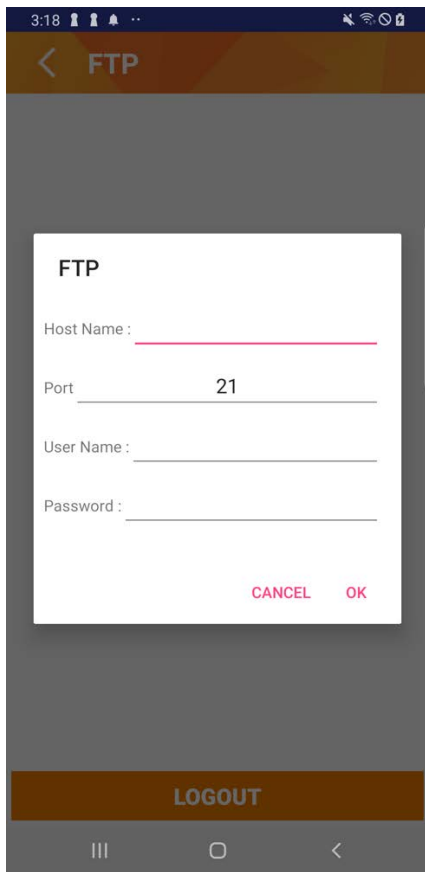 3:18
FTP
FTP
Host Name :
Port 21
User Name :
Password :
CANCEL OK
LOGOUT